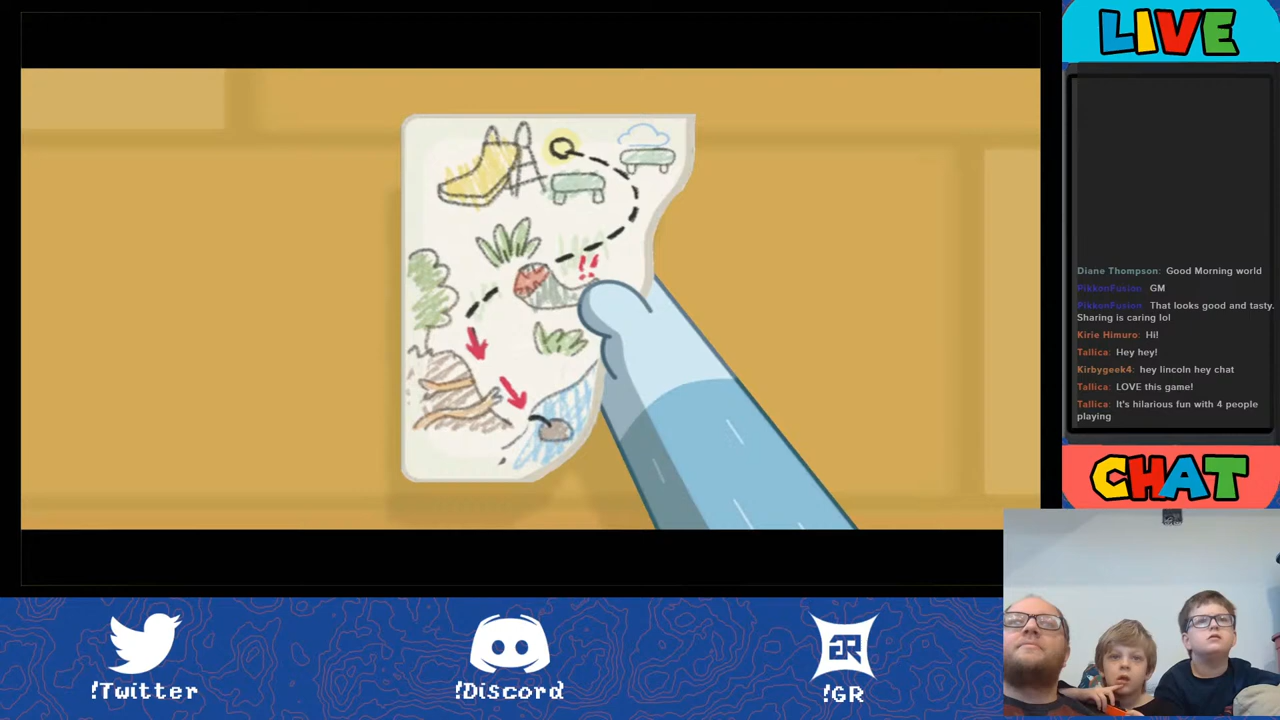 LIVE
Diane Thompson: Good Morning world
PikkonFusion: GM
PikkonFusion: That looks good and tasty.
Sharing is caring lol
Kirie Himuro: Hi!
Tallica: Hey hey!
Kirbygeek4: hey lincoln hey chat
Tallica: LOVE this game!
Tallica: It's hilarious fun with 4 people
playing
CHAT
!!
!Twitter
!Discord
GR
!GR